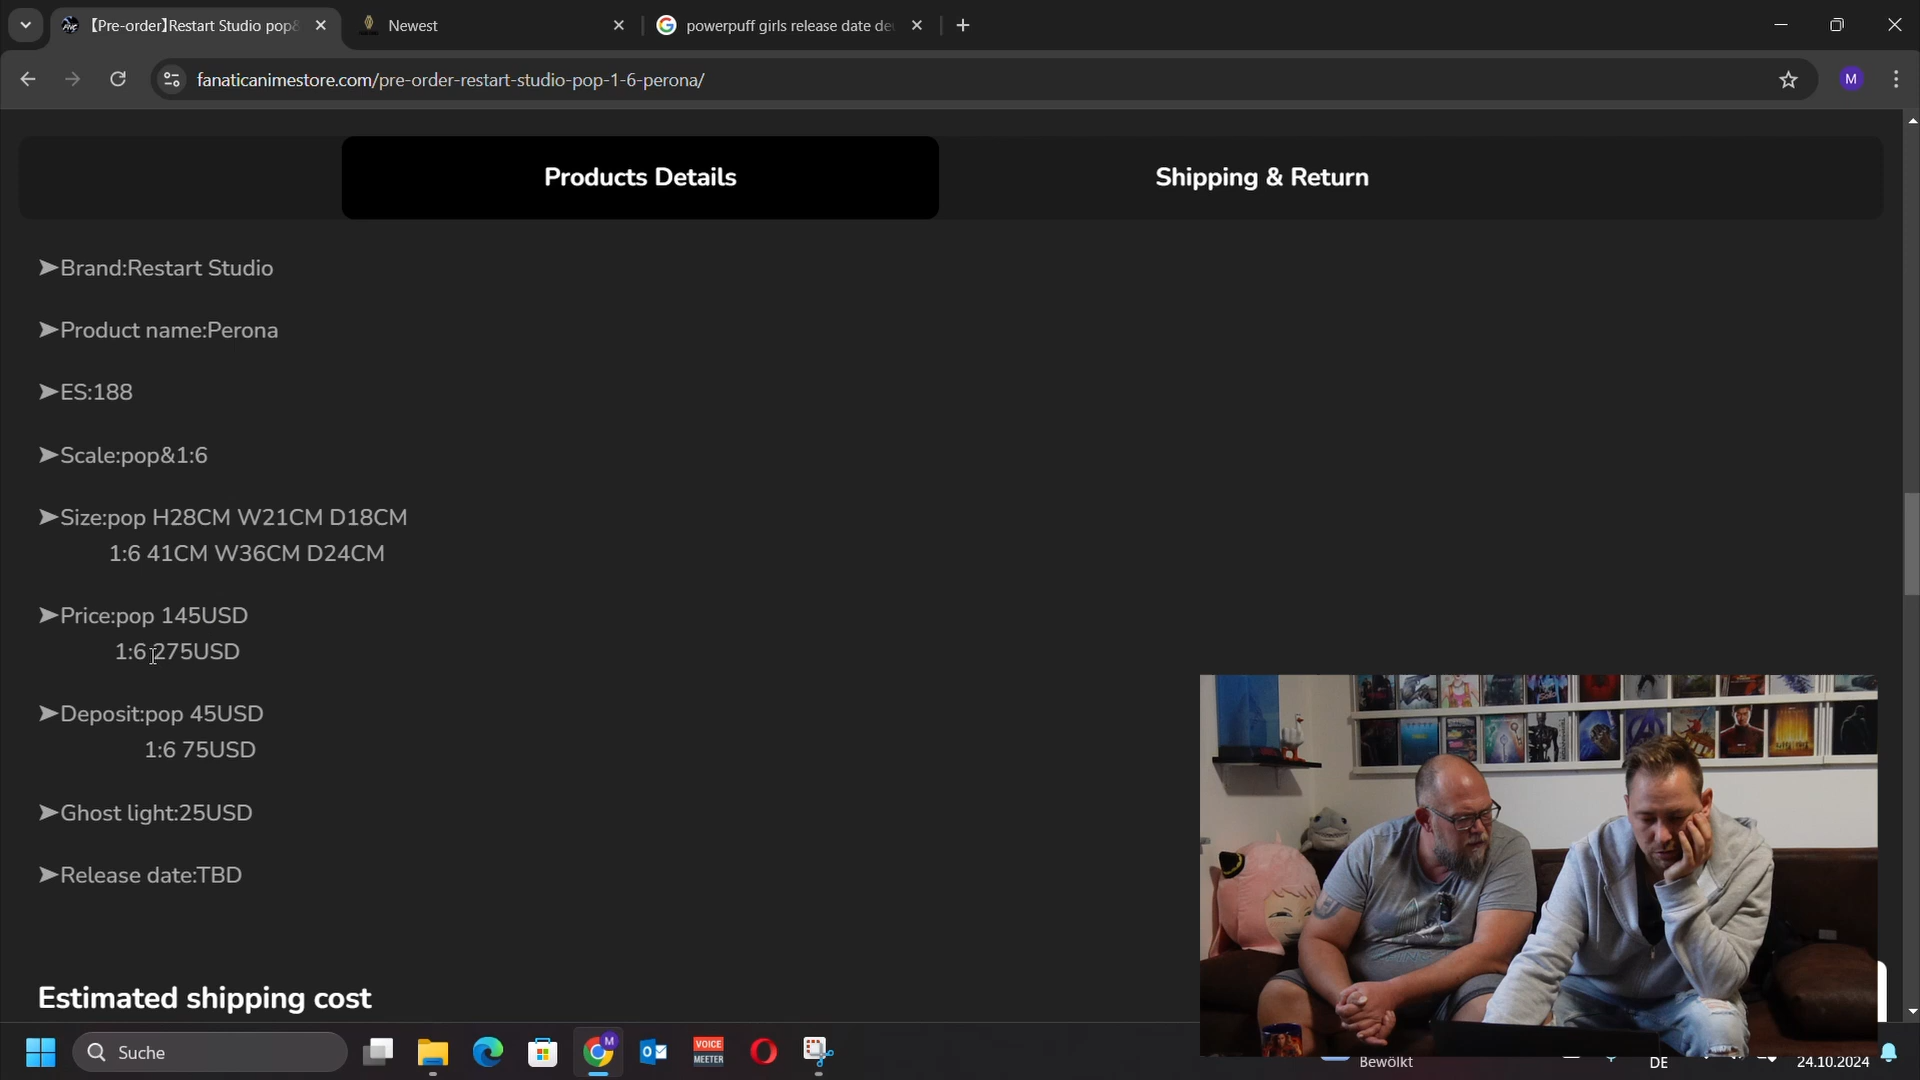 【Pre-order】Restart Studio pop&
Newest
powerpuff girls release date de
fanaticanimestore.com/pre-order-restart-studio-pop-1-6-perona/
M
Products Details
Shipping & Return
➤Brand:Restart Studio
➤Product name:Perona
➤ES:188
➤Scale:pop&1:6
➤Size:pop H28CM W21CM D18CM
1:6 41CM W36CM D24CM
➤Price:pop 145USD
1:6 275USD
➤Deposit:pop 45USD
1:6 75USD
➤Ghost light:25USD
➤Release date:TBD
Estimated shipping cost
Suche
M
VOICE
MEETER
Bewölkt
DE
24.10.2024